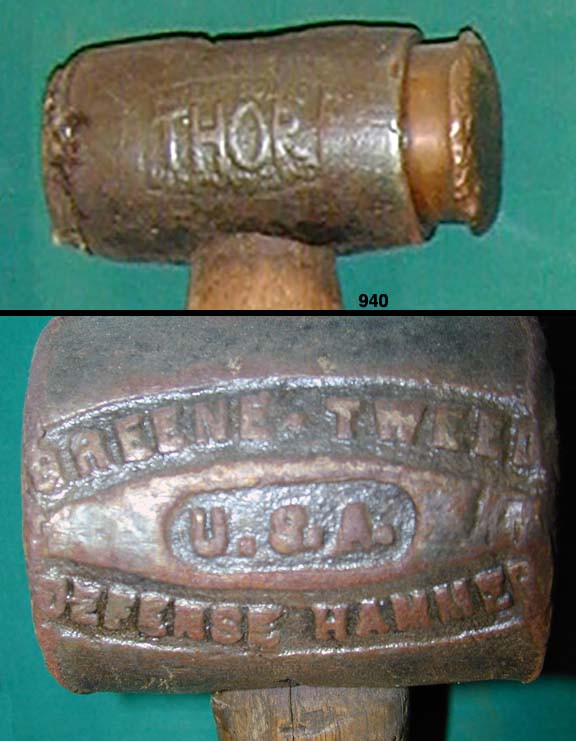 THOR
940
GREENE · TWEED
U.S.A.
DEFENSE HAMMER